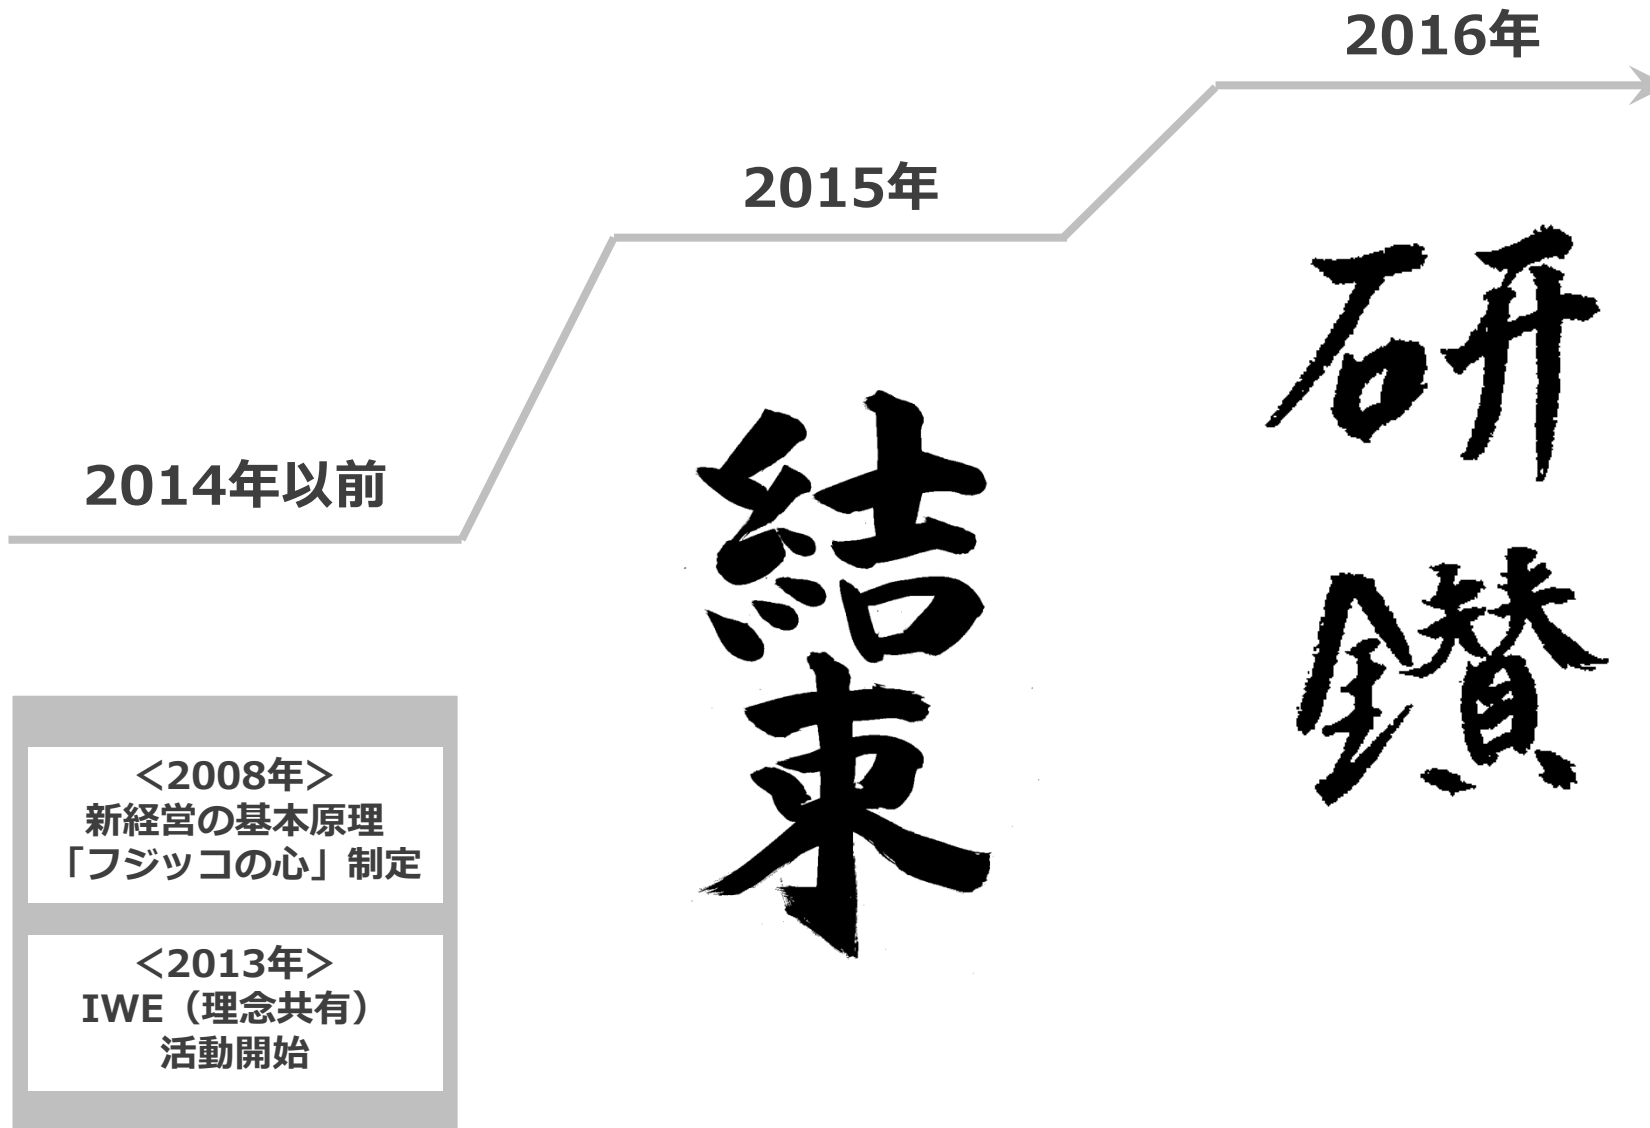 2014年以前
<2008年>
新経営の基本原理
「フジッコの心」制定
<2013年>
IWE（理念共有）
活動開始
2015年
結束
2016年
研鑚